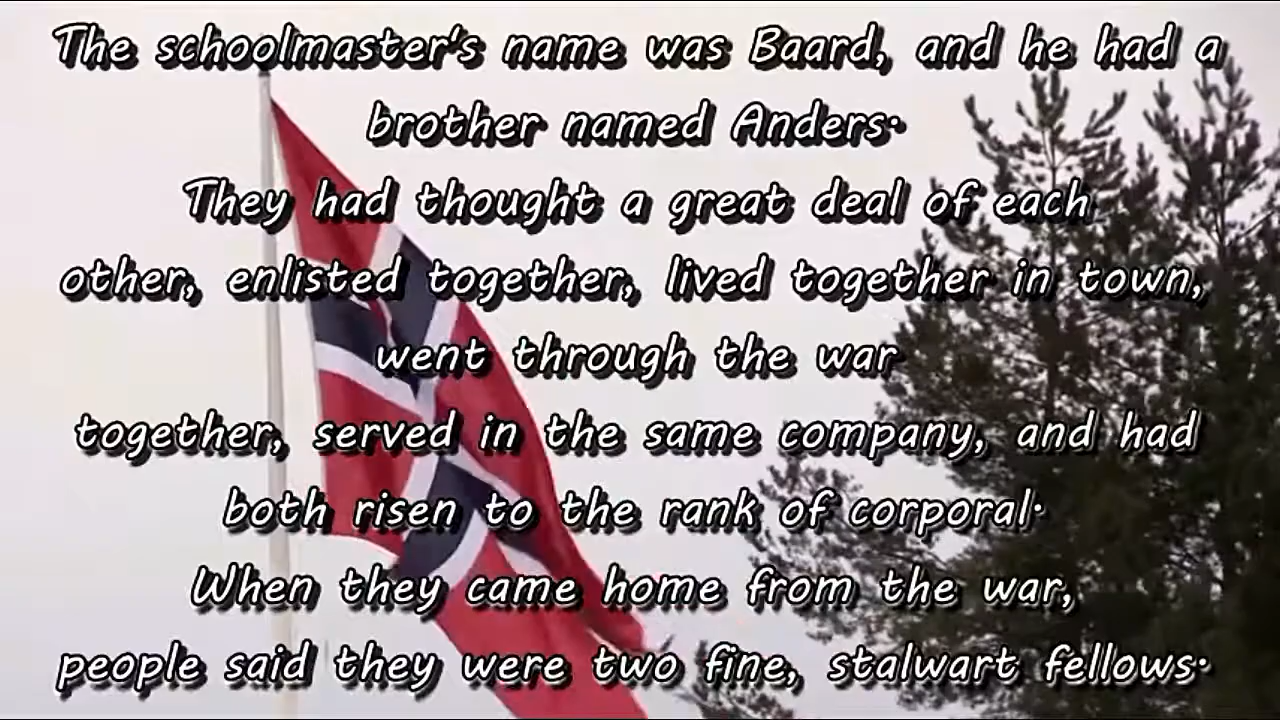 The schoolmaster's name was Baard, and he had a
brother named Anders.
They had thought a great deal of each
other, enlisted together, lived together in town,
went through the war
together, served in the same company, and had
both risen to the rank of corporal.
When they came home from the war,
people said they were two fine, stalwart fellows.